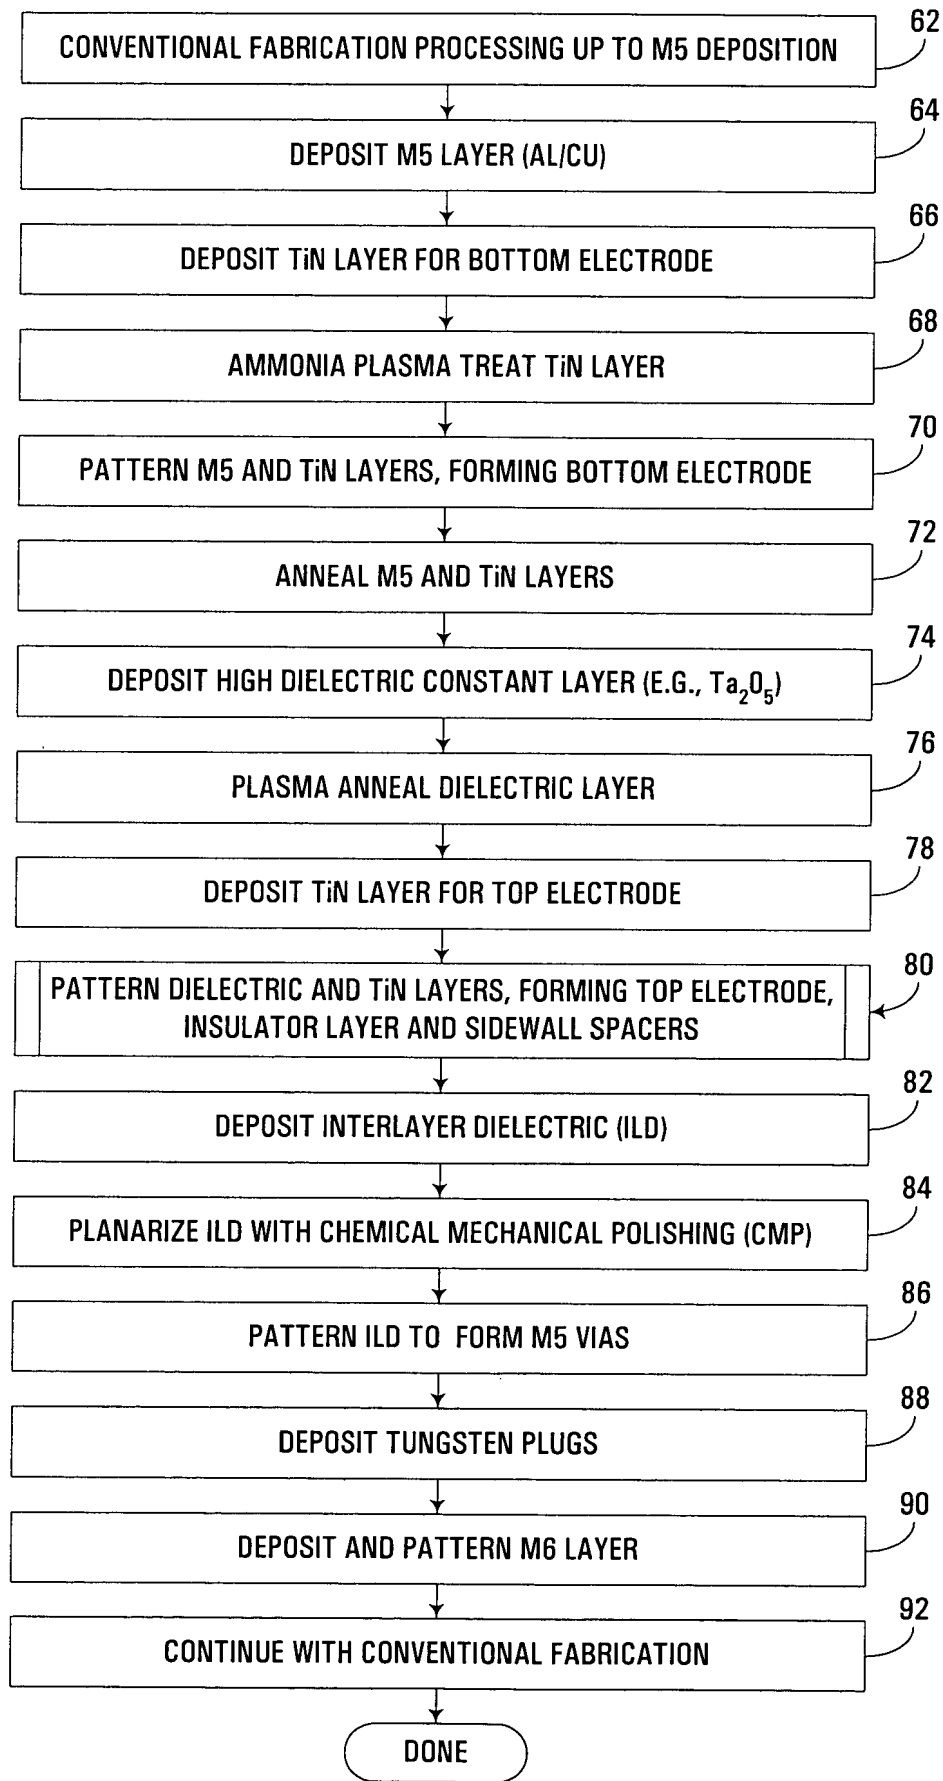 62
CONVENTIONAL FABRICATION PROCESSING UP TO M5 DEPOSITION
64
DEPOSIT M5 LAYER (AL/CU)
66
DEPOSIT TiN LAYER FOR BOTTOM ELECTRODE
68
AMMONIA PLASMA TREAT TiN LAYER
70
PATTERN M5 AND TiN LAYERS, FORMING BOTTOM ELECTRODE
72
ANNEAL M5 AND TiN LAYERS
74
DEPOSIT HIGH DIELECTRIC CONSTANT LAYER (E.G., Ta₂O₅)
76
PLASMA ANNEAL DIELECTRIC LAYER
78
DEPOSIT TiN LAYER FOR TOP ELECTRODE
80
PATTERN DIELECTRIC AND TiN LAYERS, FORMING TOP ELECTRODE,
INSULATOR LAYER AND SIDEWALL SPACERS
82
DEPOSIT INTERLAYER DIELECTRIC (ILD)
84
PLANARIZE ILD WITH CHEMICAL MECHANICAL POLISHING (CMP)
86
PATTERN ILD TO FORM M5 VIAS
88
DEPOSIT TUNGSTEN PLUGS
90
DEPOSIT AND PATTERN M6 LAYER
92
CONTINUE WITH CONVENTIONAL FABRICATION
DONE